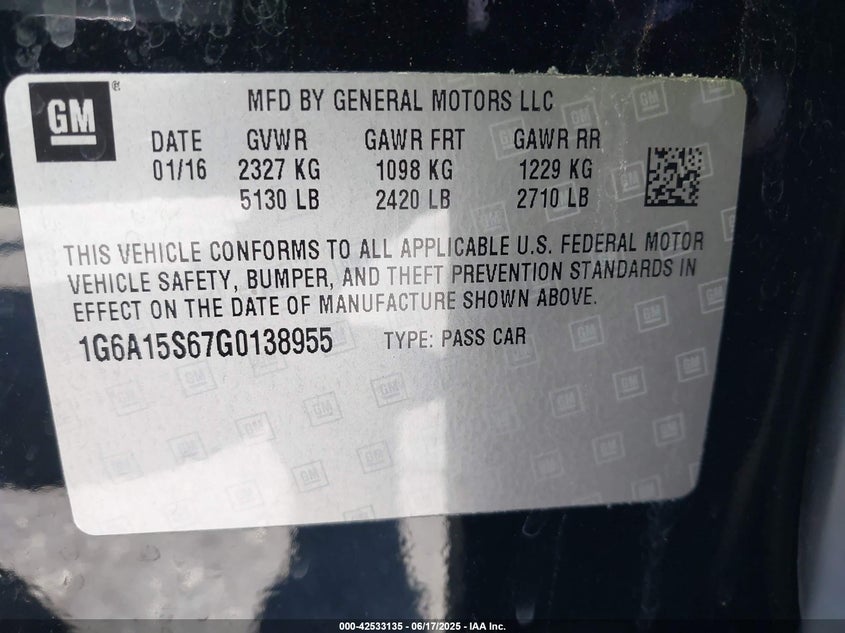 GM ®
MFD BY GENERAL MOTORS LLC
DATE GVWR GAWR FRT GAWR RR
01/16 2327 KG 1098 KG 1229 KG
5130 LB 2420 LB 2710 LB
THIS VEHICLE CONFORMS TO ALL APPLICABLE U.S. FEDERAL MOTOR
VEHICLE SAFETY, BUMPER, AND THEFT PREVENTION STANDARDS IN
EFFECT ON THE DATE OF MANUFACTURE SHOWN ABOVE.
1G6A15S67G0138955 TYPE: PASS CAR
000-42533135 - 06/17/2025 - IAA Inc.